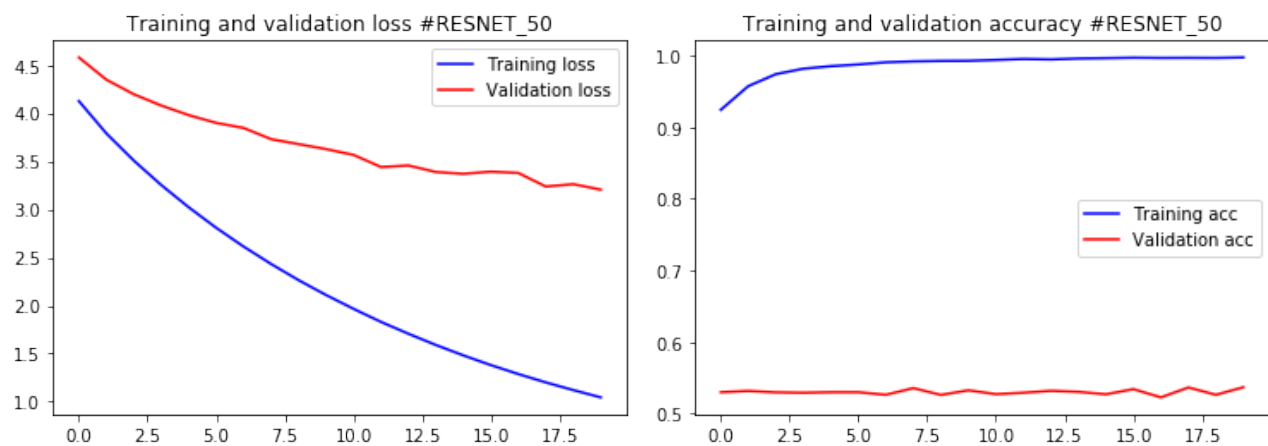 Training and validation loss #RESNET_50
4.5
4.0
3.5
3.0
2.5
2.0
1.5
1.0
Training loss
Validation loss
0.0 2.5 5.0 7.5 10.0 12.5 15.0 17.5
Training and validation accuracy #RESNET_50
1.0
0.9
0.8
0.7
0.6
0.5
Training acc
Validation acc
0.0 2.5 5.0 7.5 10.0 12.5 15.0 17.5